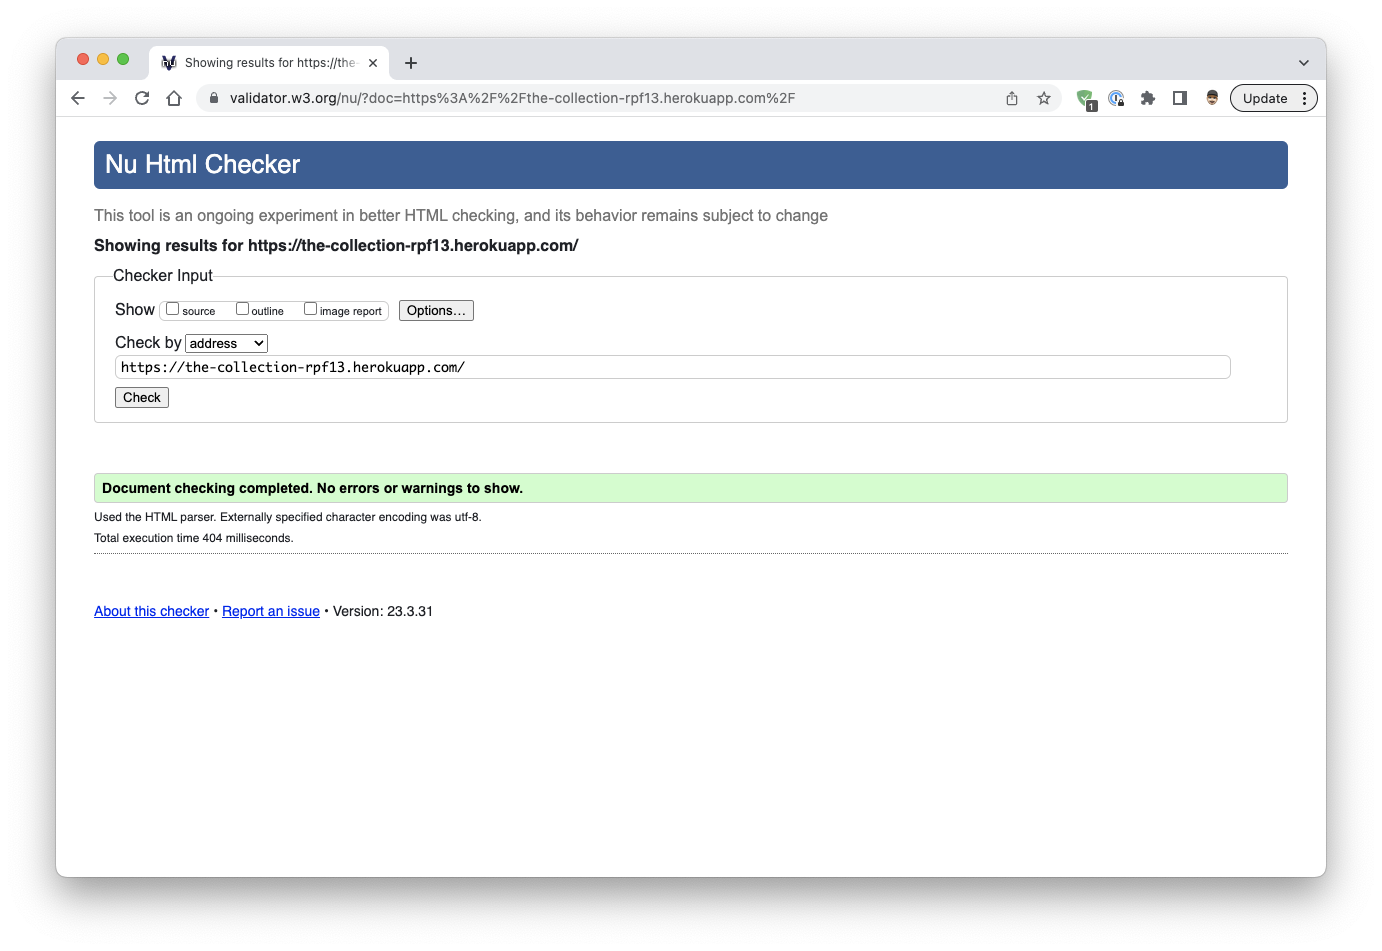 Showing results for https://the-
validator.w3.org/nu/?doc=https%3A%2F%2Fthe-collection-rpf13.herokuapp.com%2F
1
Update
Nu Html Checker
This tool is an ongoing experiment in better HTML checking, and its behavior remains subject to change
Showing results for https://the-collection-rpf13.herokuapp.com/
Checker Input
Show source outline image report Options...
Check by address
https://the-collection-rpf13.herokuapp.com/
Check
Document checking completed. No errors or warnings to show.
Used the HTML parser. Externally specified character encoding was utf-8.
Total execution time 404 milliseconds.
About this checker • Report an issue • Version: 23.3.31